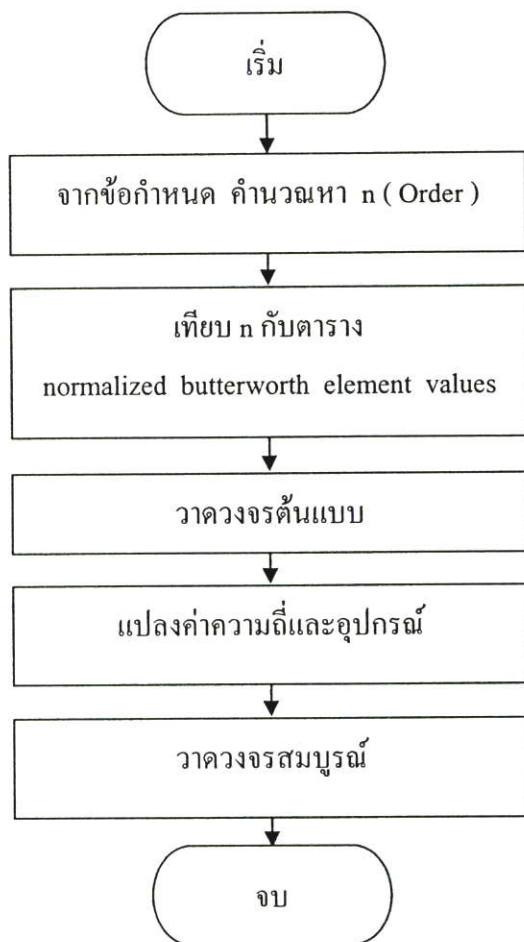 เริ่ม
จากข้อกำหนด คำนวณหา n ( Order )
เทียบ n กับตาราง
normalized butterworth element values
วาดวงจรต้นแบบ
แปลงค่าความถี่และอุปกรณ์
วาดวงจรสมบูรณ์
จบ